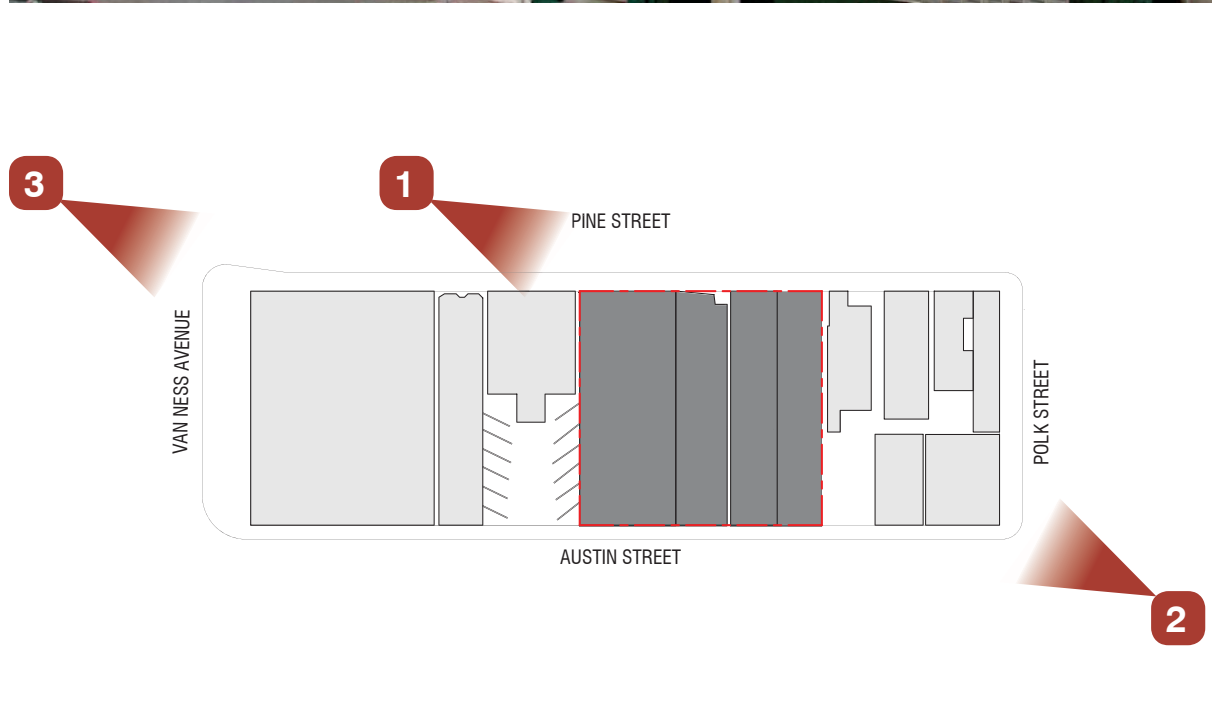 3
1
PINE STREET
VAN NESS AVENUE
POLK STREET
AUSTIN STREET
2